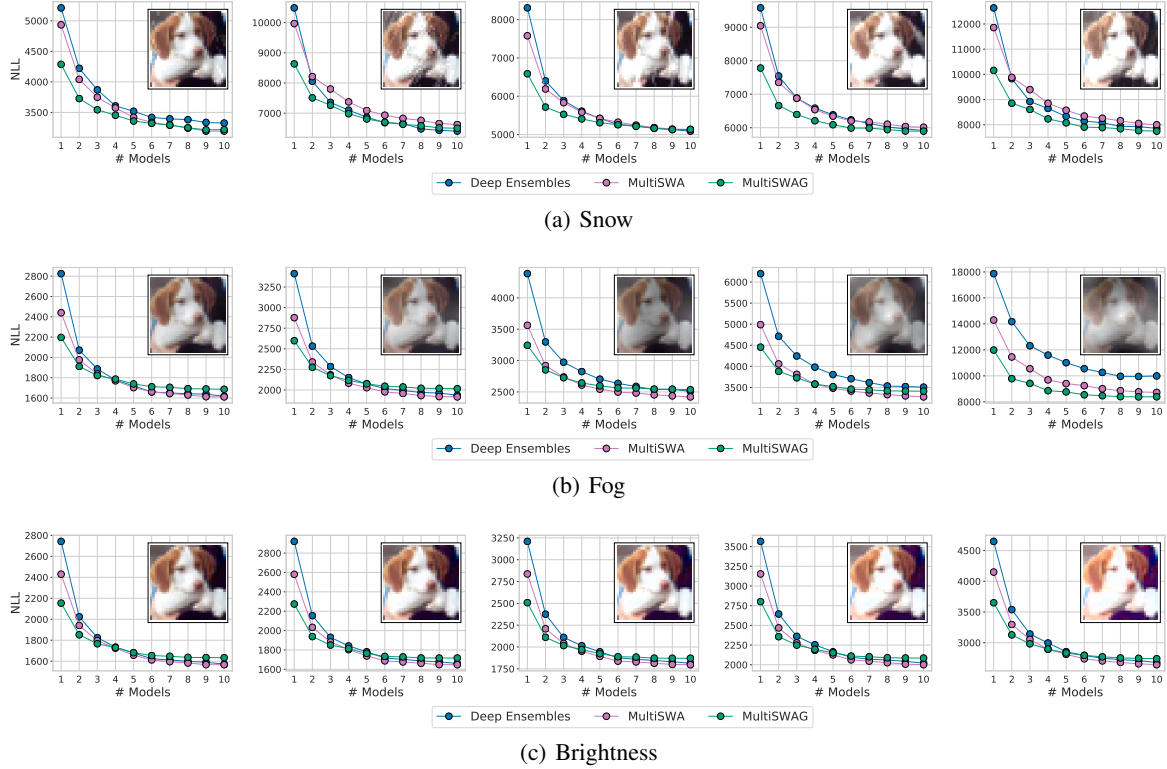 5000
4500
4000
3500
NLL
1 2 3 4 5 6 7 8 9 10
# Models
10000
9000
8000
7000
1 2 3 4 5 6 7 8 9 10
# Models
8000
7000
6000
5000
1 2 3 4 5 6 7 8 9 10
# Models
9000
8000
7000
6000
1 2 3 4 5 6 7 8 9 10
# Models
12000
11000
10000
9000
8000
1 2 3 4 5 6 7 8 9 10
# Models
Deep Ensembles MultiSWA MultiSWAG
(a) Snow
2800
2600
2400
2200
2000
1800
1600
NLL
1 2 3 4 5 6 7 8 9 10
# Models
3250
3000
2750
2500
2250
2000
1 2 3 4 5 6 7 8 9 10
# Models
4000
3500
3000
2500
1 2 3 4 5 6 7 8 9 10
# Models
6000
5500
5000
4500
4000
3500
1 2 3 4 5 6 7 8 9 10
# Models
18000
16000
14000
12000
10000
8000
1 2 3 4 5 6 7 8 9 10
# Models
Deep Ensembles MultiSWA MultiSWAG
(b) Fog
2800
2600
2400
2200
2000
1800
1600
NLL
1 2 3 4 5 6 7 8 9 10
# Models
2800
2600
2400
2200
2000
1800
1600
1 2 3 4 5 6 7 8 9 10
# Models
3250
3000
2750
2500
2250
2000
1750
1 2 3 4 5 6 7 8 9 10
# Models
3500
3250
3000
2750
2500
2250
2000
1 2 3 4 5 6 7 8 9 10
# Models
4500
4000
3500
3000
1 2 3 4 5 6 7 8 9 10
# Models
Deep Ensembles MultiSWA MultiSWAG
(c) Brightness